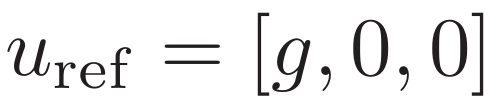 u_ref = [g, 0, 0]